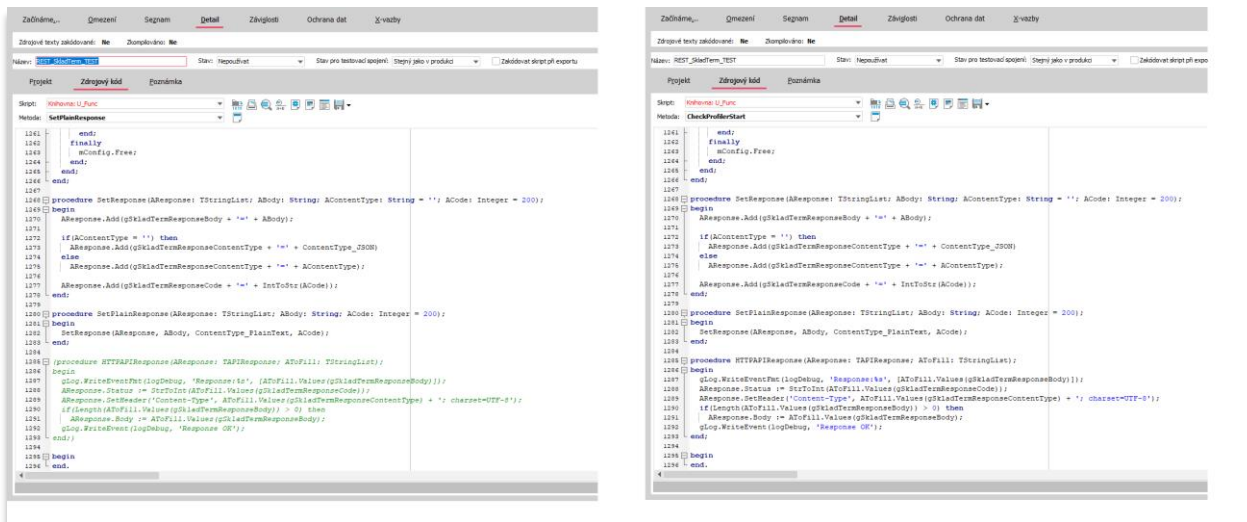 Začínáme,.. Omezení Seznam Detail Závislosti Ochrana dat X-vazby
Zdrojové texty zakódované: Ne Zkompilováno: Ne
Název: REST_SkladTerm_TEST Stav: Nepoužívat Stav pro testovací spojení: Stejný jako v produkci Zakódovat skript při exportu
Projekt Zdrojový kód Poznámka
Skript: Knihovna: U_Func
Metoda: SetPlainResponse
1261 end;
1262 finally
1263 mConfig.Free;
1264 end;
1265 end;
1266 end;
1267
1268 procedure SetResponse(AResponse: TStringList; ABody: String; AContentType: String = ''; ACode: Integer = 200);
1269 begin
1270 AResponse.Add(gSkladTermResponseBody + '=' + ABody);
1271
1272 if(AContentType = '') then
1273 AResponse.Add(gSkladTermResponseContentType + '=' + ContentType_JSON)
1274 else
1275 AResponse.Add(gSkladTermResponseContentType + '=' + AContentType);
1276
1277 AResponse.Add(gSkladTermResponseCode + '=' + IntToStr(ACode));
1278 end;
1279
1280 procedure SetPlainResponse(AResponse: TStringList; ABody: String; ACode: Integer = 200);
1281 begin
1282 SetResponse(AResponse, ABody, ContentType_PlainText, ACode);
1283 end;
1284
1285 {procedure HTTPAPIResponse(AResponse: TAPIResponse; AToFill: TStringList);
1286 begin
1287 gLog.WriteEventFmt(logDebug, 'Response:%s', [AToFill.Values(gSkladTermResponseBody)]);
1288 AResponse.Status := StrToInt(AToFill.Values(gSkladTermResponseCode));
1289 AResponse.SetHeader('Content-Type', AToFill.Values(gSkladTermResponseContentType) + '; charset=UTF-8');
1290 if(Length(AToFill.Values(gSkladTermResponseBody)) > 0) then
1291 AResponse.Body := AToFill.Values(gSkladTermResponseBody);
1292 gLog.WriteEvent(logDebug, 'Response OK');
1293 end;}
1294
1295 begin
1296 end.
Začínáme,.. Omezení Seznam Detail Závislosti Ochrana dat X-vazby
Zdrojové texty zakódované: Ne Zkompilováno: Ne
Název: REST_SkladTerm_TEST Stav: Nepoužívat Stav pro testovací spojení: Stejný jako v produkci Zakódovat skript při expo
Projekt Zdrojový kód Poznámka
Skript: Knihovna: U_Func
Metoda: CheckProfilerStart
1261 end;
1262 finally
1263 mConfig.Free;
1264 end;
1265 end;
1266 end;
1267
1268 procedure SetResponse(AResponse: TStringList; ABody: String; AContentType: String = ''; ACode: Integer = 200);
1269 begin
1270 AResponse.Add(gSkladTermResponseBody + '=' + ABody);
1271
1272 if(AContentType = '') then
1273 AResponse.Add(gSkladTermResponseContentType + '=' + ContentType_JSON)
1274 else
1275 AResponse.Add(gSkladTermResponseContentType + '=' + AContentType);
1276
1277 AResponse.Add(gSkladTermResponseCode + '=' + IntToStr(ACode));
1278 end;
1279
1280 procedure SetPlainResponse(AResponse: TStringList; ABody: String; ACode: Integer = 200);
1281 begin
1282 SetResponse(AResponse, ABody, ContentType_PlainText, ACode);
1283 end;
1284
1285 procedure HTTPAPIResponse(AResponse: TAPIResponse; AToFill: TStringList);
1286 begin
1287 gLog.WriteEventFmt(logDebug, 'Response:%s', [AToFill.Values(gSkladTermResponseBody)]);
1288 AResponse.Status := StrToInt(AToFill.Values(gSkladTermResponseCode));
1289 AResponse.SetHeader('Content-Type', AToFill.Values(gSkladTermResponseContentType) + '; charset=UTF-8');
1290 if(Length(AToFill.Values(gSkladTermResponseBody)) > 0) then
1291 AResponse.Body := AToFill.Values(gSkladTermResponseBody);
1292 gLog.WriteEvent(logDebug, 'Response OK');
1293 end;
1294
1295 begin
1296 end.